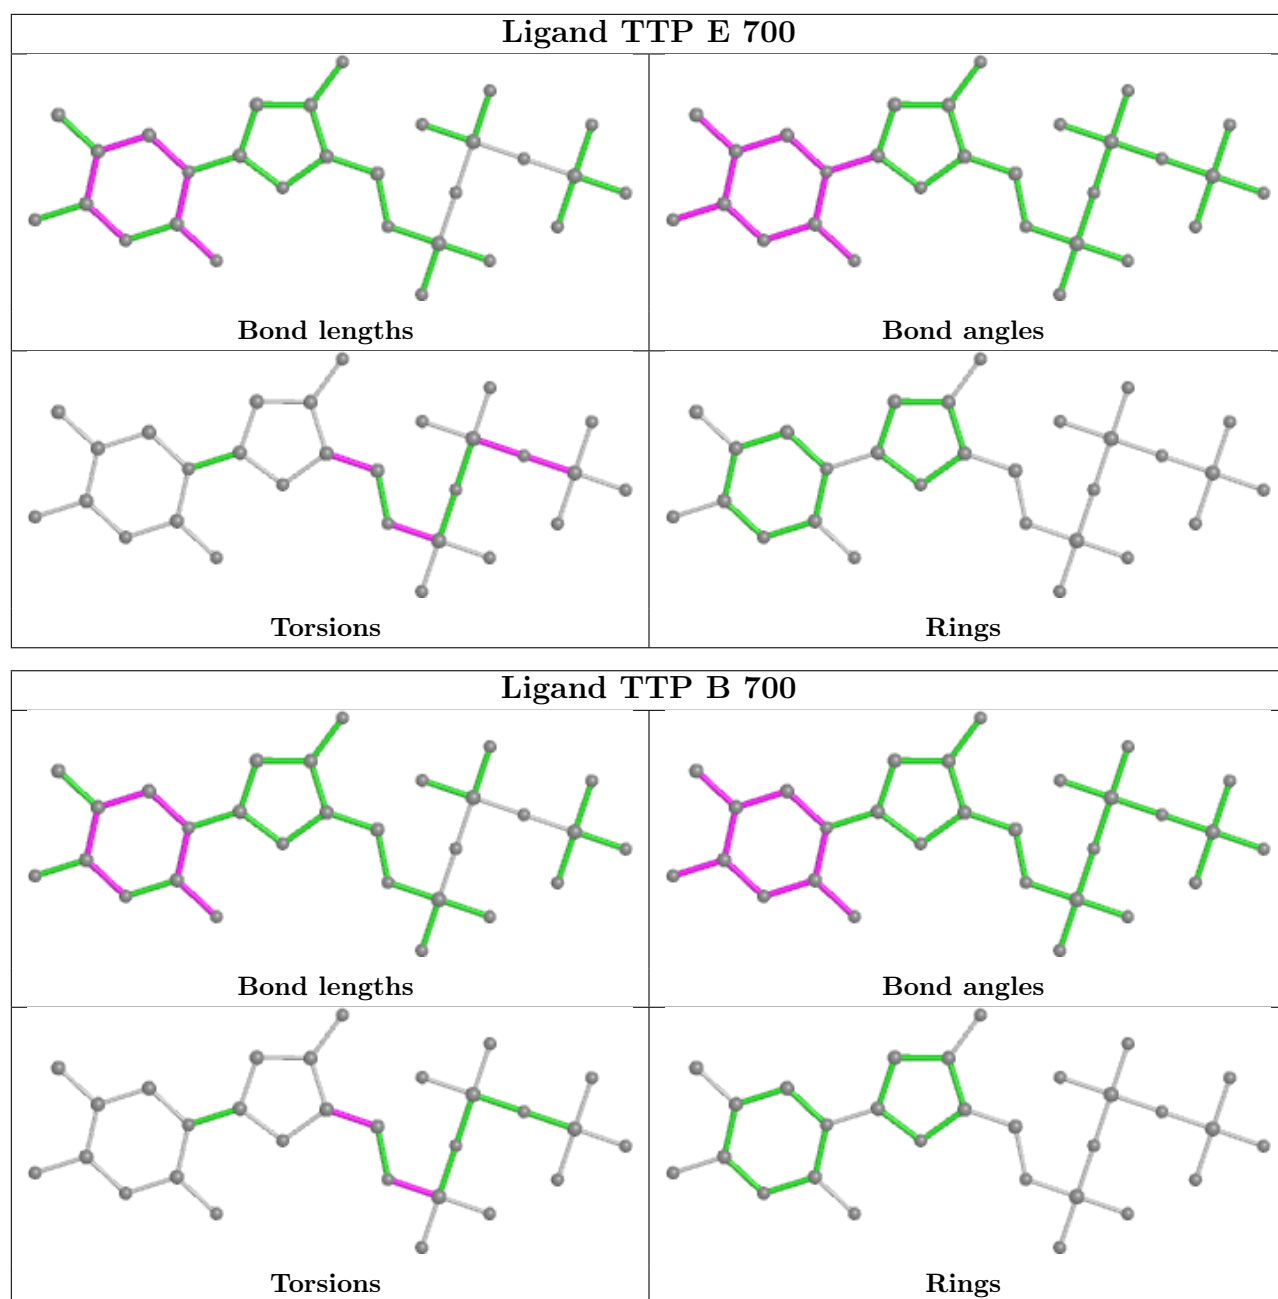 Ligand TTP E 700
Bond lengths
Bond angles
Torsions
Rings
Ligand TTP B 700
Bond lengths
Bond angles
Torsions
Rings